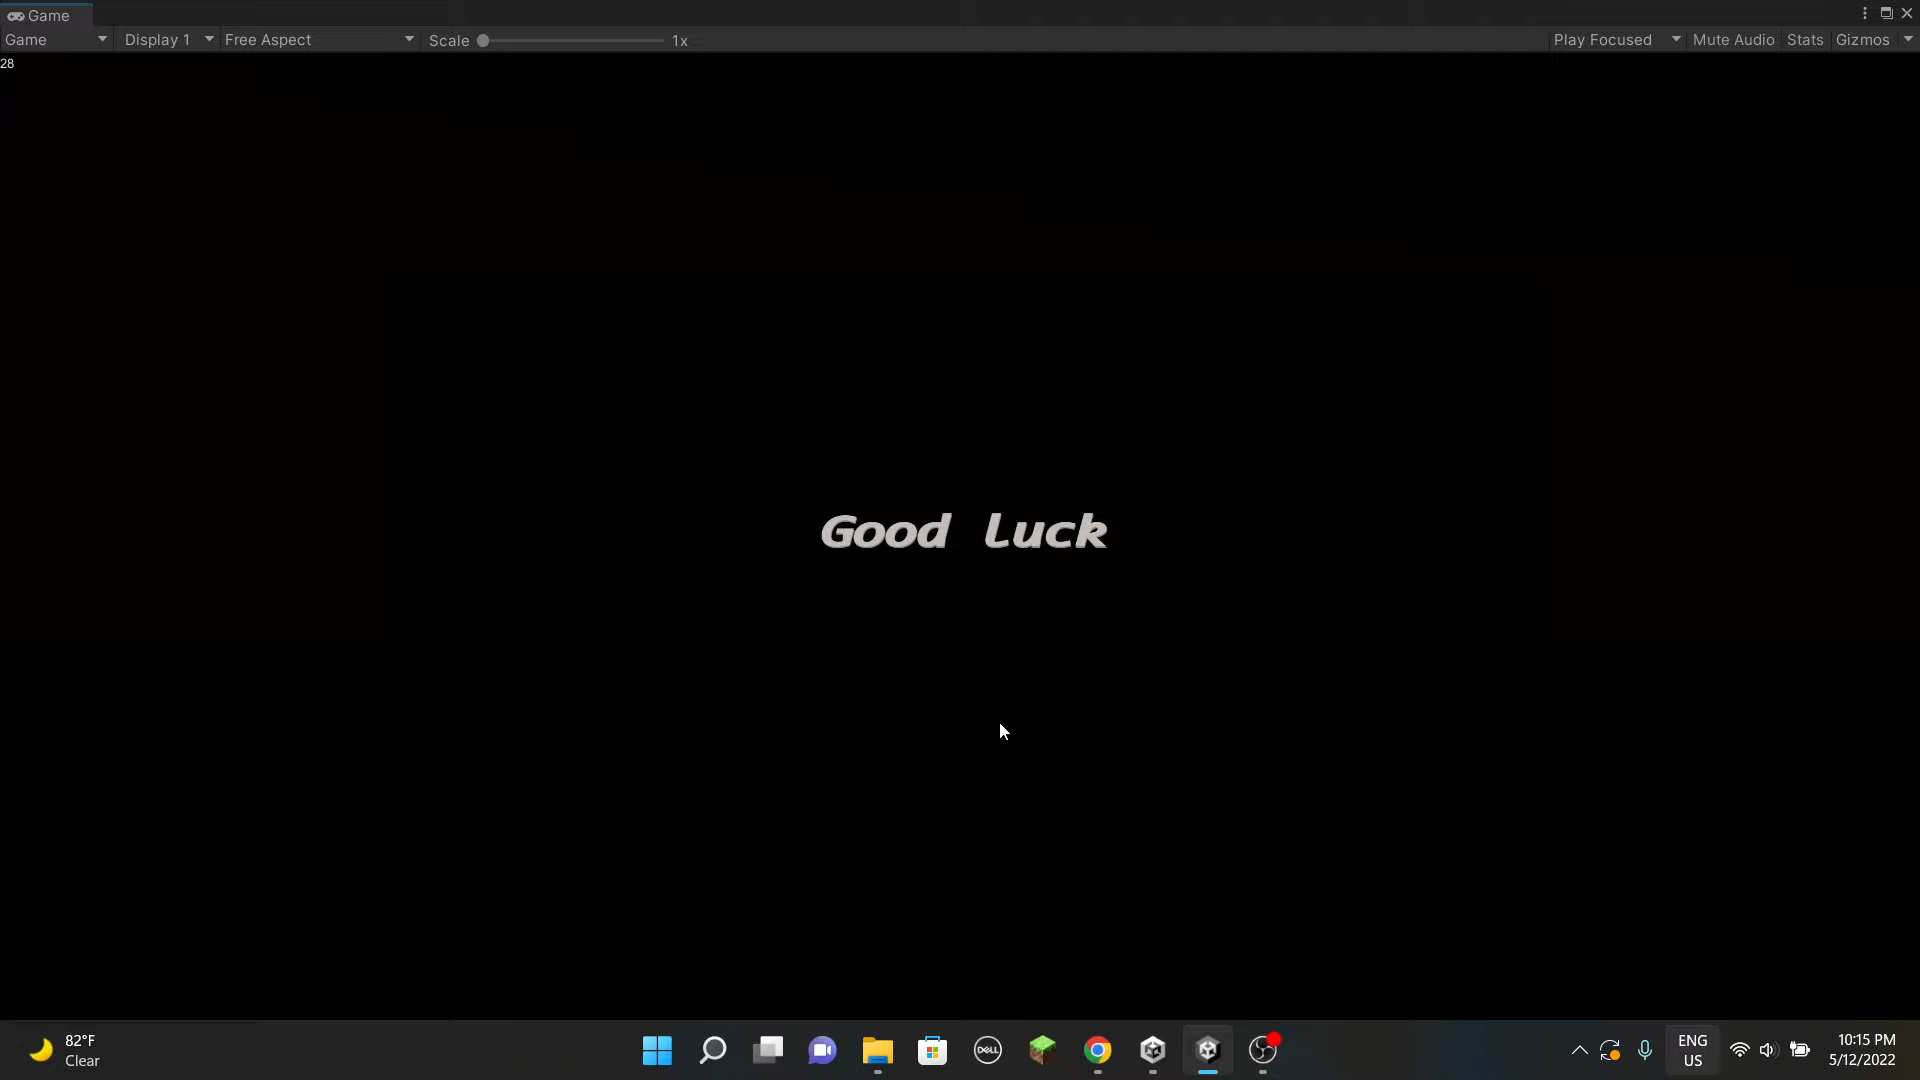 Game
Game Display 1 Free Aspect Scale 1x Play Focused Mute Audio Stats Gizmos
28
Good Luck
82°F
Clear
DELL
ENG
US
10:15 PM
5/12/2022